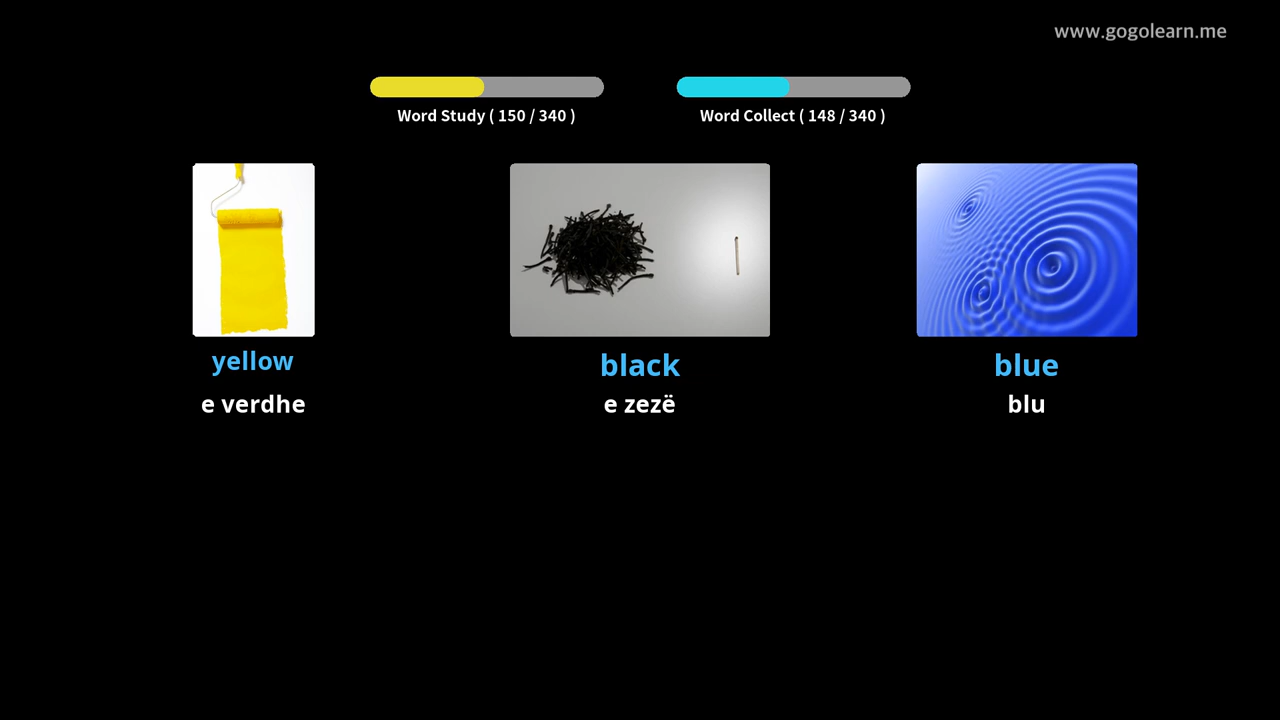 www.gogolearn.me
Word Study ( 150 / 340 )
Word Collect ( 148 / 340 )
yellow
black
blue
e verdhe
e zezë
blu